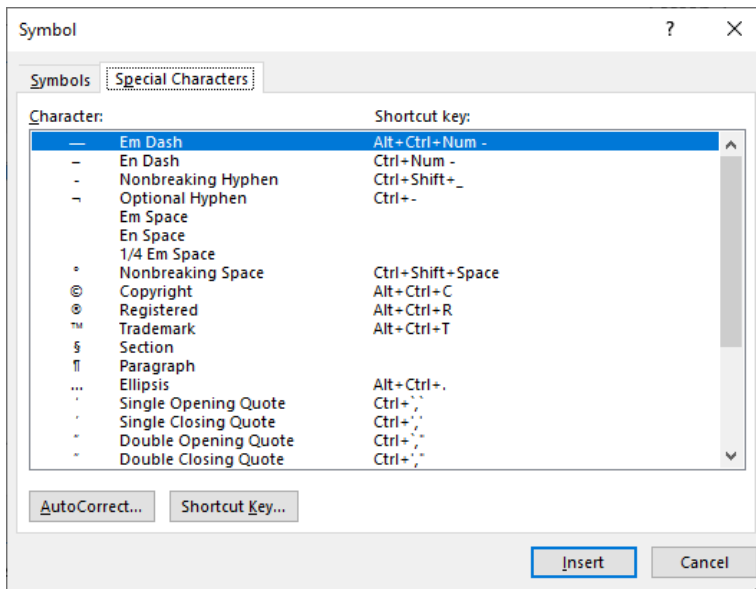 Symbol ? ×
Symbols Special Characters
Character: Shortcut key:
— Em Dash Alt+Ctrl+Num -
– En Dash Ctrl+Num -
- Nonbreaking Hyphen Ctrl+Shift+_
¬ Optional Hyphen Ctrl+-
Em Space
En Space
1/4 Em Space
° Nonbreaking Space Ctrl+Shift+Space
© Copyright Alt+Ctrl+C
® Registered Alt+Ctrl+R
™ Trademark Alt+Ctrl+T
§ Section
¶ Paragraph
… Ellipsis Alt+Ctrl+.
‘ Single Opening Quote Ctrl+`,`
’ Single Closing Quote Ctrl+','
“ Double Opening Quote Ctrl+`,"
” Double Closing Quote Ctrl+',"
AutoCorrect... Shortcut Key...
Insert Cancel